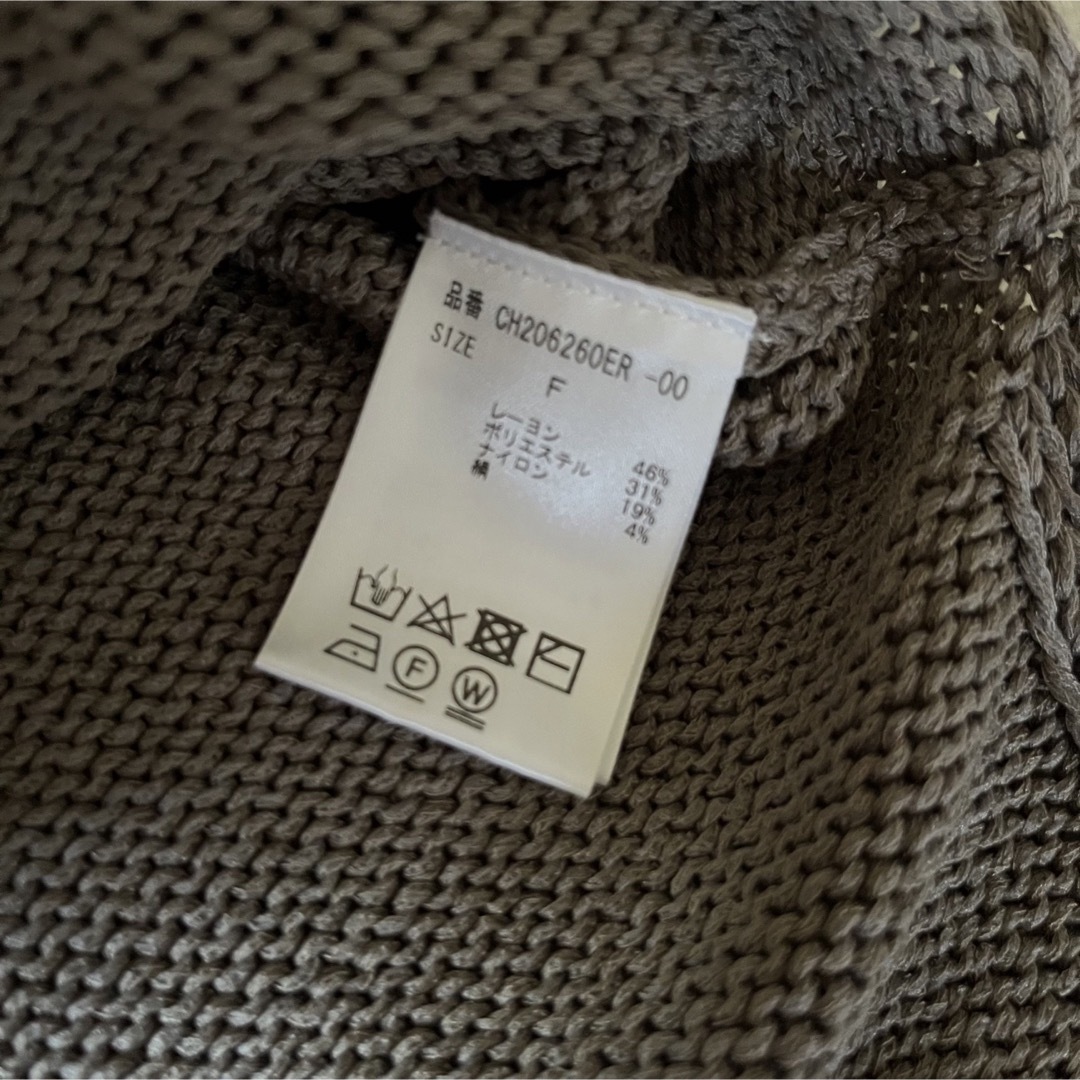 品番 CH206260ER -00
SIZE F
レーヨン 46%
ポリエステル 31%
ナイロン 19%
綿 4%
F W